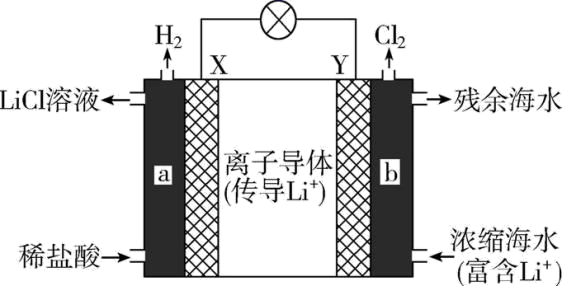 H₂
Cl₂
X
Y
LiCl溶液
残余海水
a
离子导体
(传导Li⁺)
b
稀盐酸
浓缩海水
(富含Li⁺)